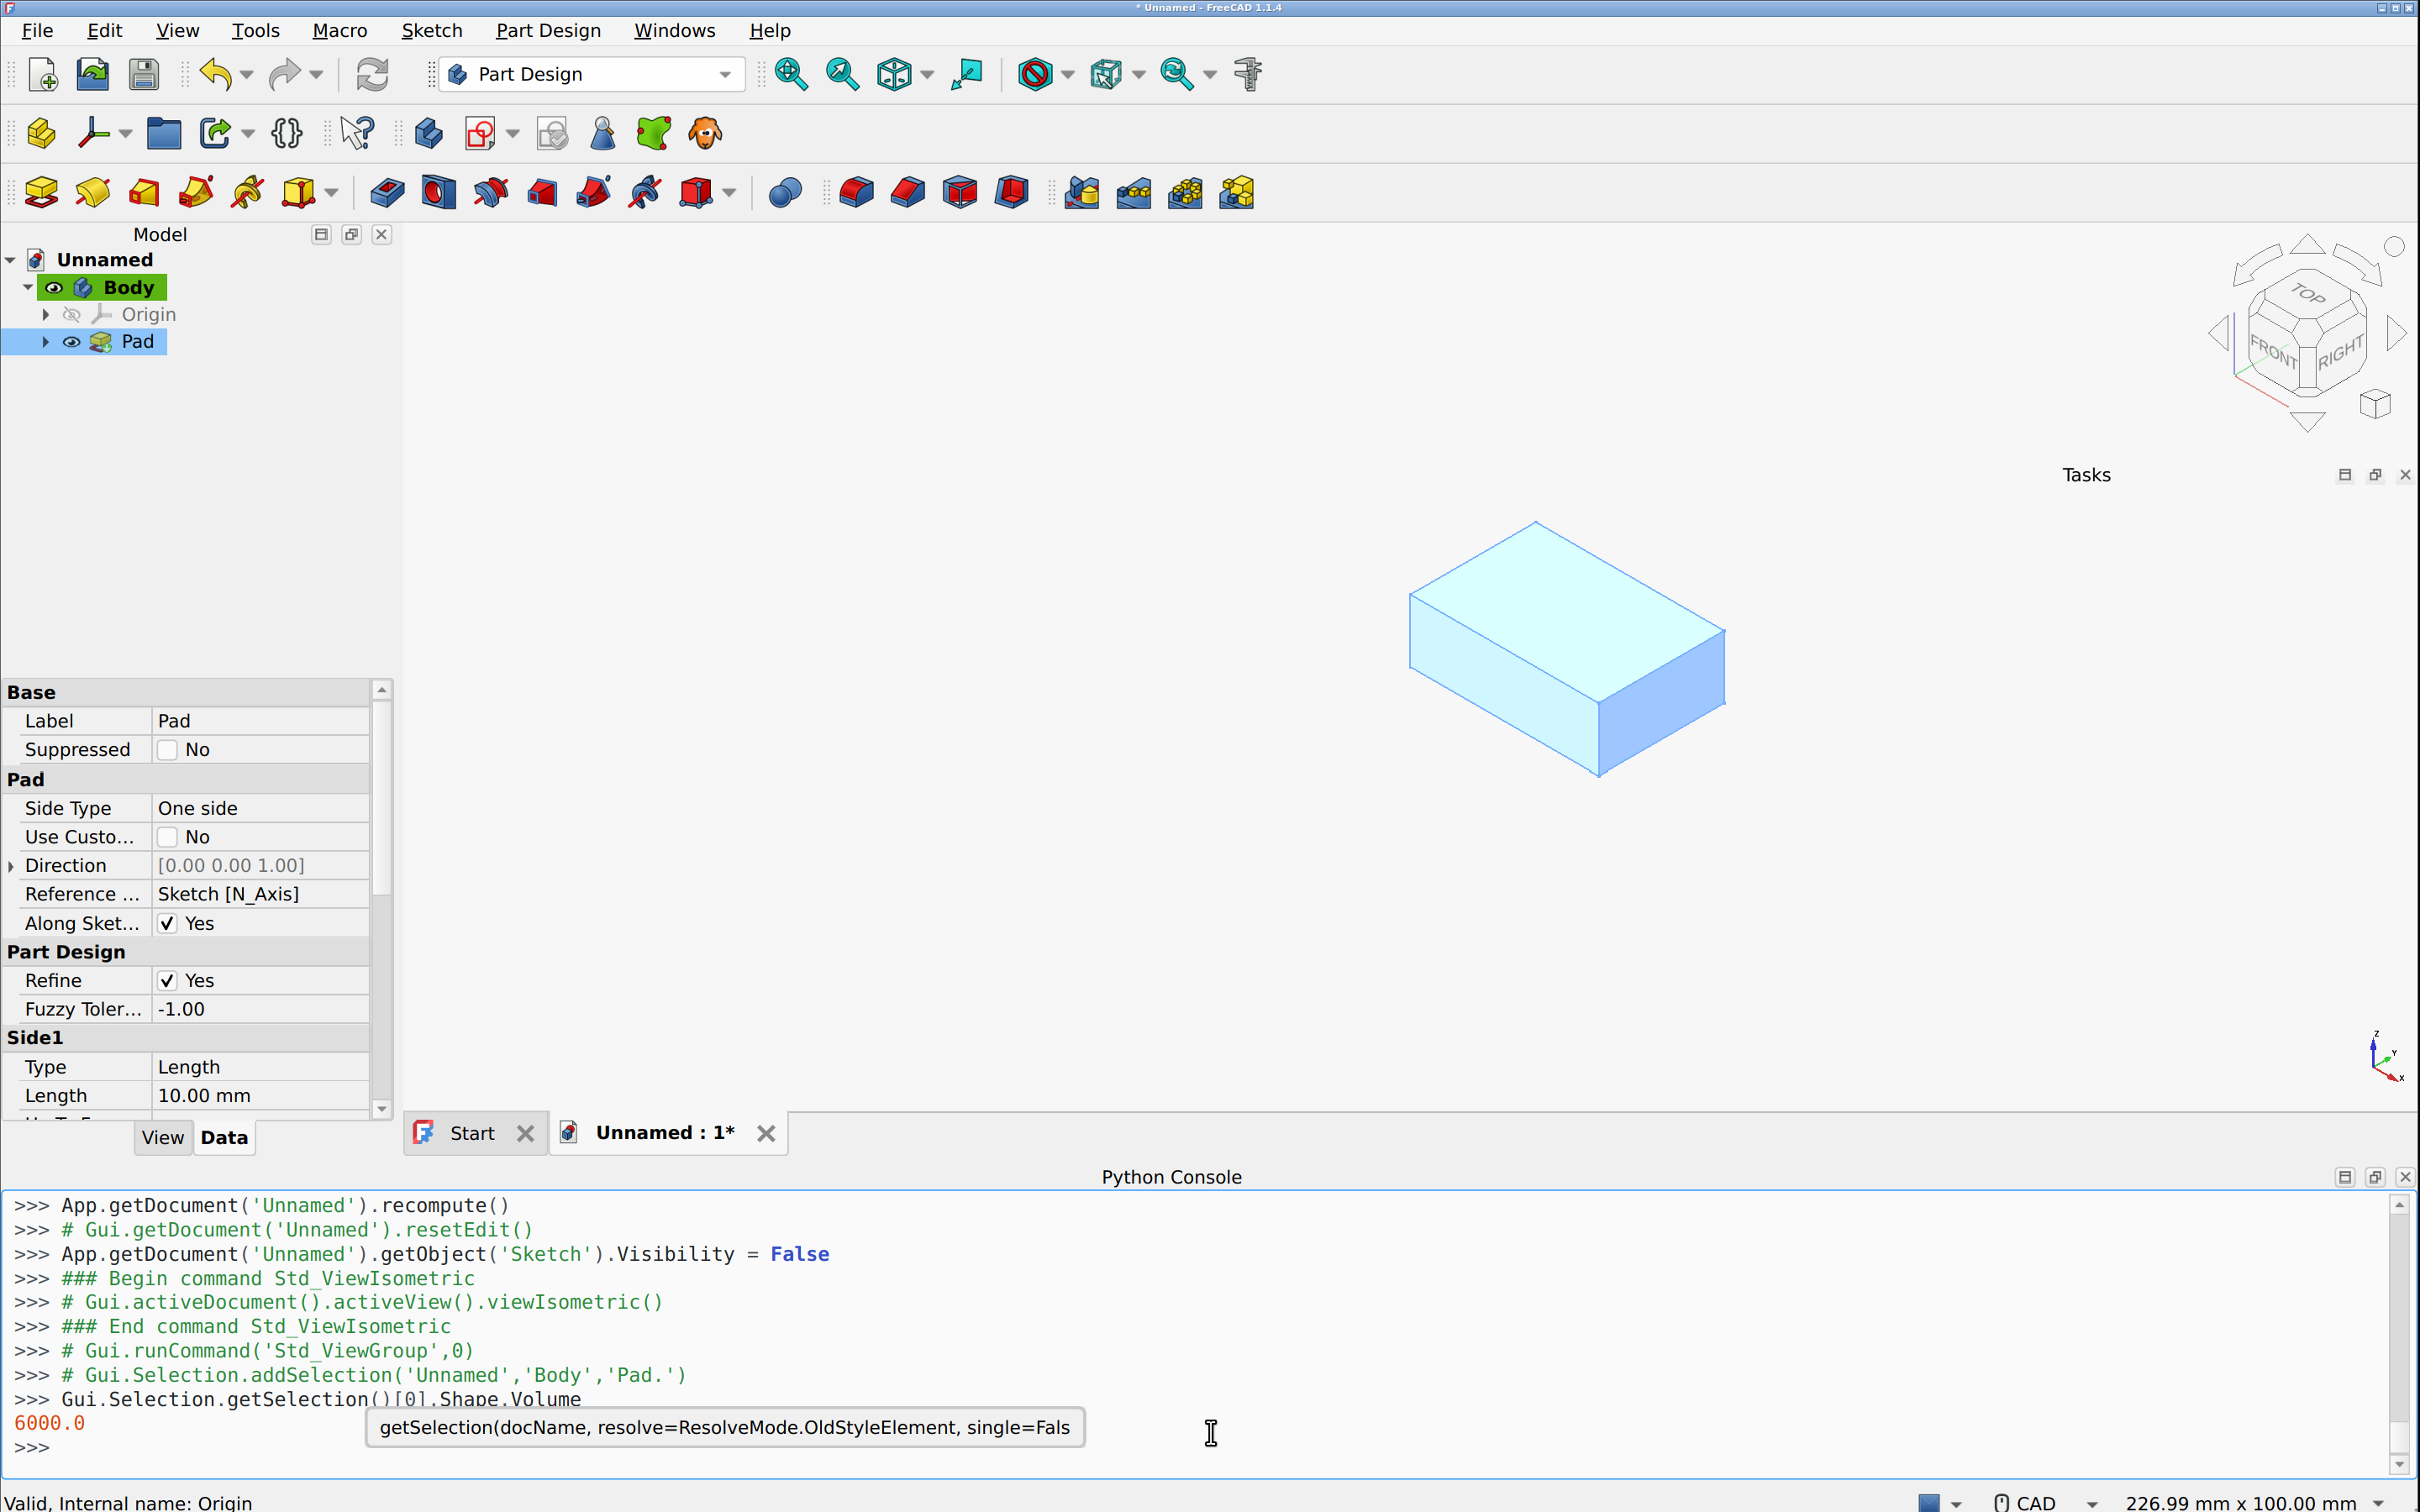 * Unnamed - FreeCAD 1.1.4
File Edit View Tools Macro Sketch Part Design Windows Help
Part Design
Model
Unnamed
Body
Origin
Pad
TOP
FRONT
RIGHT
Tasks
Base
Label Pad
Suppressed No
Pad
Side Type One side
Use Custo... No
Direction [0.00 0.00 1.00]
Reference ... Sketch [N_Axis]
Along Sket... Yes
Part Design
Refine Yes
Fuzzy Toler... -1.00
Side1
Type Length
Length 10.00 mm
View Data
Z
Y
X
Start
Unnamed : 1*
Python Console
>>> App.getDocument('Unnamed').recompute()
>>> # Gui.getDocument('Unnamed').resetEdit()
>>> App.getDocument('Unnamed').getObject('Sketch').Visibility = False
>>> ### Begin command Std_ViewIsometric
>>> # Gui.activeDocument().activeView().viewIsometric()
>>> ### End command Std_ViewIsometric
>>> # Gui.runCommand('Std_ViewGroup',0)
>>> # Gui.Selection.addSelection('Unnamed','Body','Pad.')
>>> Gui.Selection.getSelection()[0].Shape.Volume
6000.0
getSelection(docName, resolve=ResolveMode.OldStyleElement, single=Fals
>>>
Valid, Internal name: Origin
CAD
226.99 mm x 100.00 mm